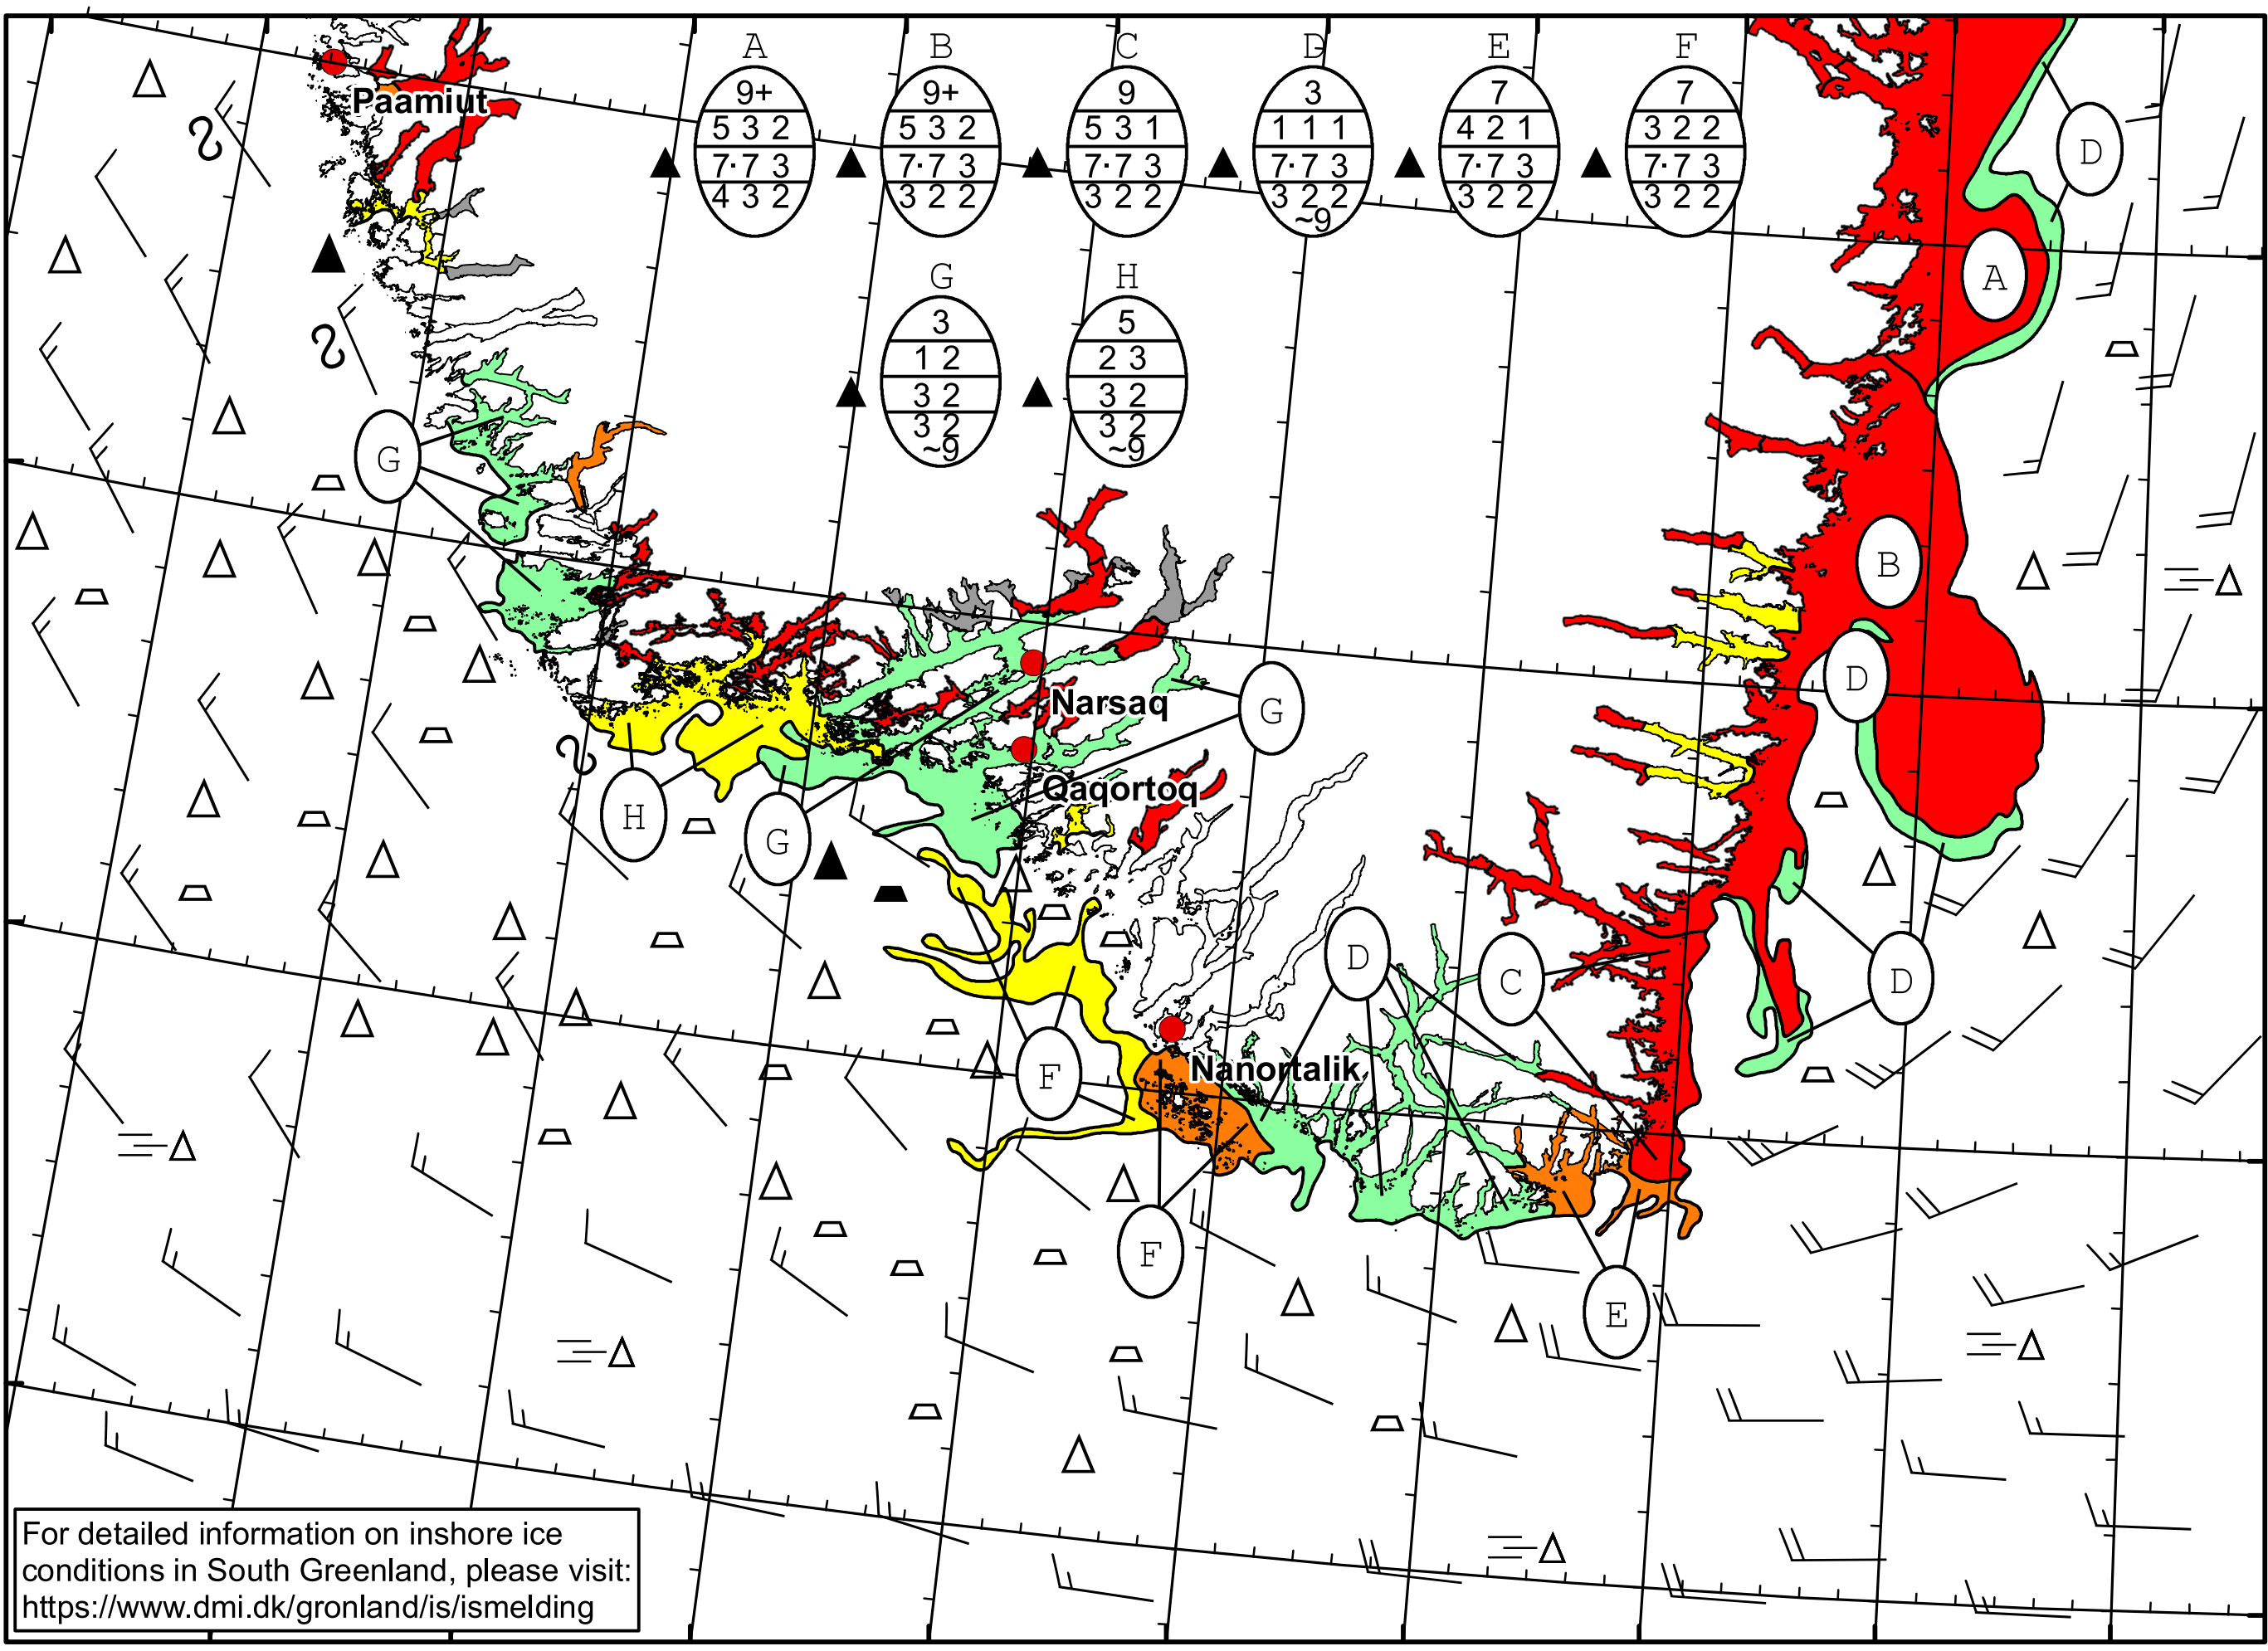 A B C D E F
9+ 9+ 9 3 7 7
5 3 2 5 3 2 5 3 1 1 1 1 4 2 1 3 2 2
7·7 3 7·7 3 7·7 3 7·7 3 7·7 3 7·7 3
4 3 2 3 2 2 3 2 2 3 2 2 3 2 2 3 2 2
~9
Paamiut
D
A
G H
3 5
1 2 2 3
3 2 3 2
3 2 3 2
~9 ~9
G
B
D
Narsaq
G
Qaqortoq
H
G
D
C
D
Nanortalik
F
F
E
For detailed information on inshore ice
conditions in South Greenland, please visit:
https://www.dmi.dk/gronland/is/ismelding